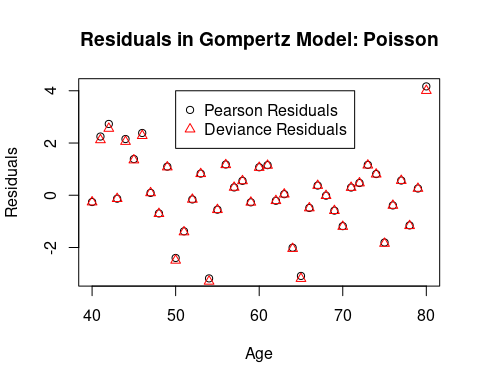 Residuals in Gompertz Model: Poisson
Pearson Residuals
Deviance Residuals
Residuals
4
2
0
-2
40
50
60
70
80
Age